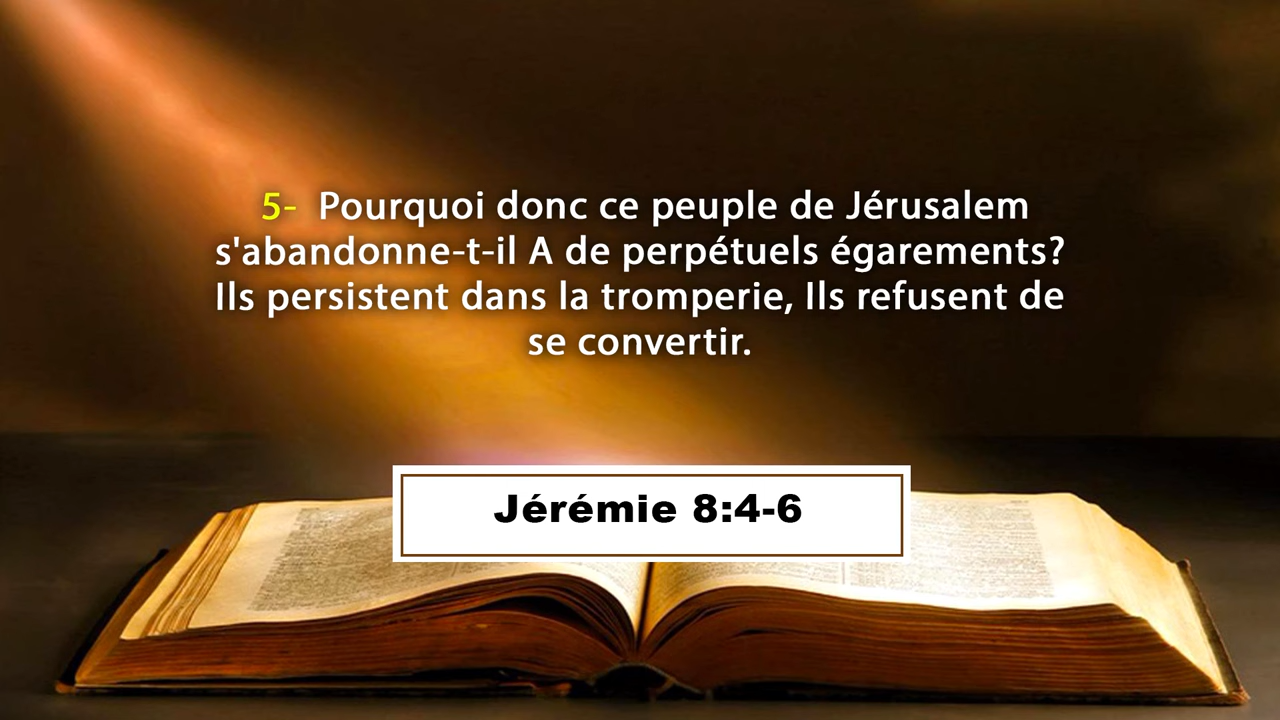 5- Pourquoi donc ce peuple de Jérusalem
s'abandonne-t-il A de perpétuels égarements?
Ils persistent dans la tromperie, Ils refusent de
se convertir.
Jérémie 8:4-6